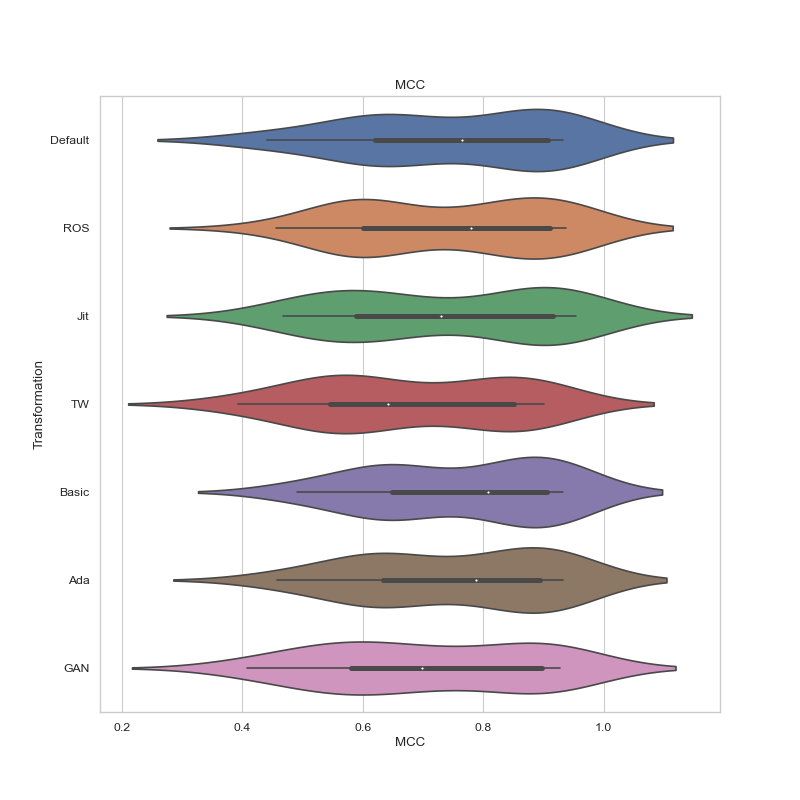 MCC
Default
ROS
Jit
TW
Basic
Ada
GAN
Transformation
0.2 0.4 0.6 0.8 1.0
MCC